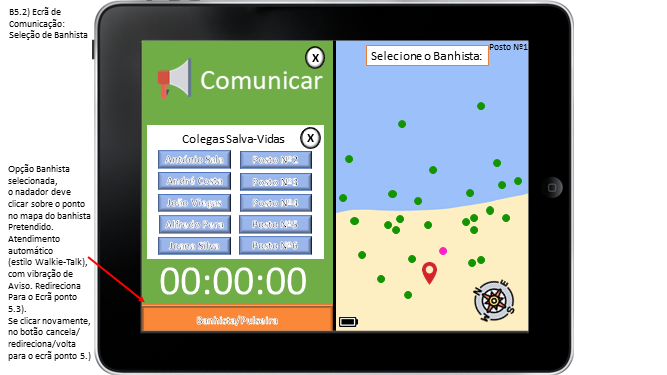 B5.2) Ecrã de
Comunicação:
Seleção de Banhista
Opção Banhista
selecionada,
o nadador deve
clicar sobre o ponto
no mapa do banhista
Pretendido.
Atendimento
automático
(estilo Walkie-Talk),
com vibração de
Aviso. Redireciona
Para o Ecrã ponto
5.3).
Se clicar novamente,
no botão cancela/
redireciona/volta
para o ecrã ponto 5.)
X
Comunicar
Colegas Salva-Vidas
X
António Sala
Posto Nº2
André Costa
Posto Nº3
João Viegas
Posto Nº4
Alfredo Pera
Posto Nº5
Joana Silva
Posto Nº6
00:00:00
Banhista/Pulseira
Selecione o Banhista:
Posto Nº1
N
E
S
W